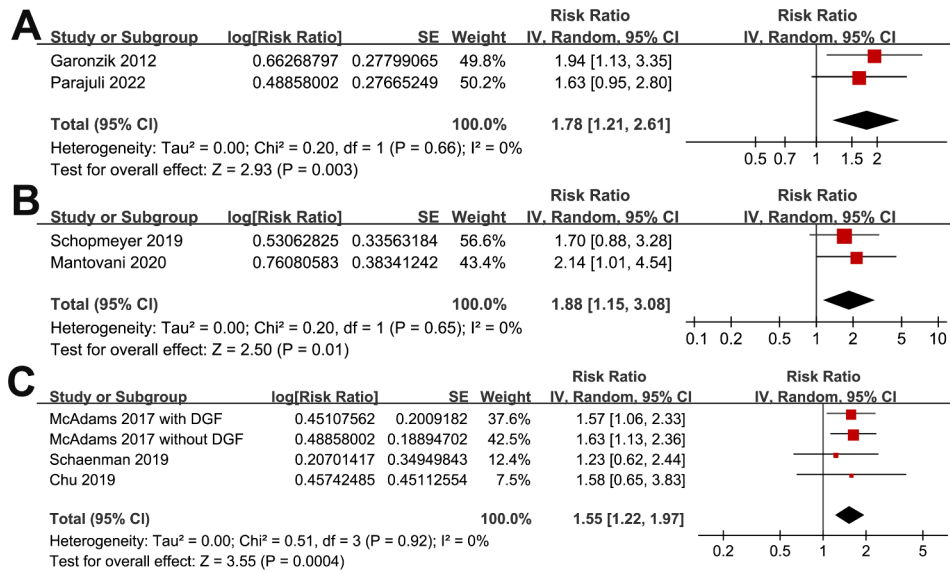 A
Risk Ratio Risk Ratio
Study or Subgroup log[Risk Ratio] SE Weight IV, Random, 95% CI IV, Random, 95% CI
Garonzik 2012 0.66268797 0.27799065 49.8% 1.94 [1.13, 3.35]
Parajuli 2022 0.48858002 0.27665249 50.2% 1.63 [0.95, 2.80]
Total (95% CI) 100.0% 1.78 [1.21, 2.61]
Heterogeneity: Tau² = 0.00; Chi² = 0.20, df = 1 (P = 0.66); I² = 0%
Test for overall effect: Z = 2.93 (P = 0.003)
0.5 0.7 1 1.5 2
B
Risk Ratio Risk Ratio
Study or Subgroup log[Risk Ratio] SE Weight IV, Random, 95% CI IV, Random, 95% CI
Schopmeyer 2019 0.53062825 0.33563184 56.6% 1.70 [0.88, 3.28]
Mantovani 2020 0.76080583 0.38341242 43.4% 2.14 [1.01, 4.54]
Total (95% CI) 100.0% 1.88 [1.15, 3.08]
Heterogeneity: Tau² = 0.00; Chi² = 0.20, df = 1 (P = 0.65); I² = 0%
Test for overall effect: Z = 2.50 (P = 0.01)
0.1 0.2 0.5 1 2 5 10
C
Risk Ratio Risk Ratio
Study or Subgroup log[Risk Ratio] SE Weight IV, Random, 95% CI IV, Random, 95% CI
McAdams 2017 with DGF 0.45107562 0.2009182 37.6% 1.57 [1.06, 2.33]
McAdams 2017 without DGF 0.48858002 0.18894702 42.5% 1.63 [1.13, 2.36]
Schaenman 2019 0.20701417 0.34949843 12.4% 1.23 [0.62, 2.44]
Chu 2019 0.45742485 0.45112554 7.5% 1.58 [0.65, 3.83]
Total (95% CI) 100.0% 1.55 [1.22, 1.97]
Heterogeneity: Tau² = 0.00; Chi² = 0.51, df = 3 (P = 0.92); I² = 0%
Test for overall effect: Z = 3.55 (P = 0.0004)
0.2 0.5 1 2 5